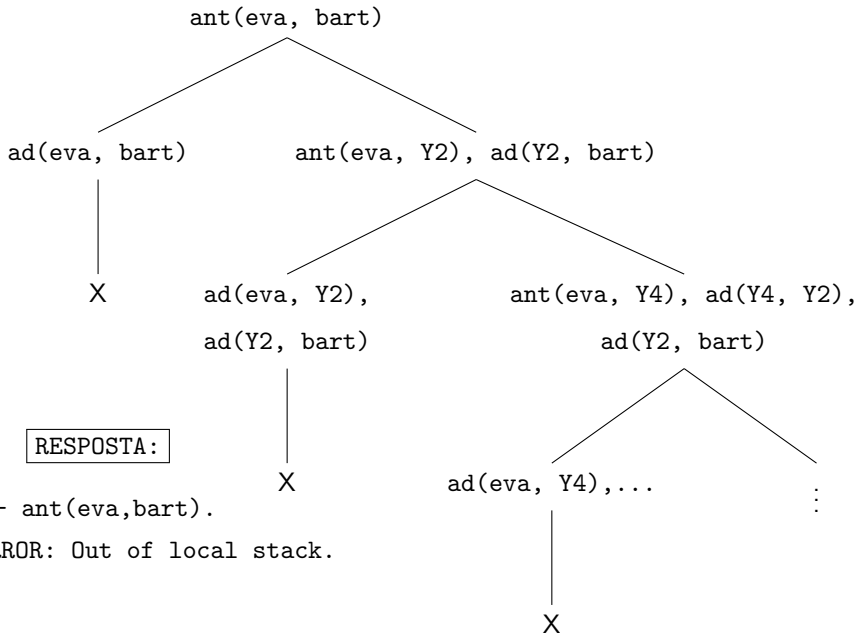 ant(eva, bart)
ad(eva, bart) ant(eva, Y2), ad(Y2, bart)
X
ad(eva, Y2),
ad(Y2, bart)
ant(eva, Y4), ad(Y4, Y2),
ad(Y2, bart)
X
ad(eva, Y4),...
⋮
X
RESPOSTA:
- ant(eva,bart).
ROR: Out of local stack.